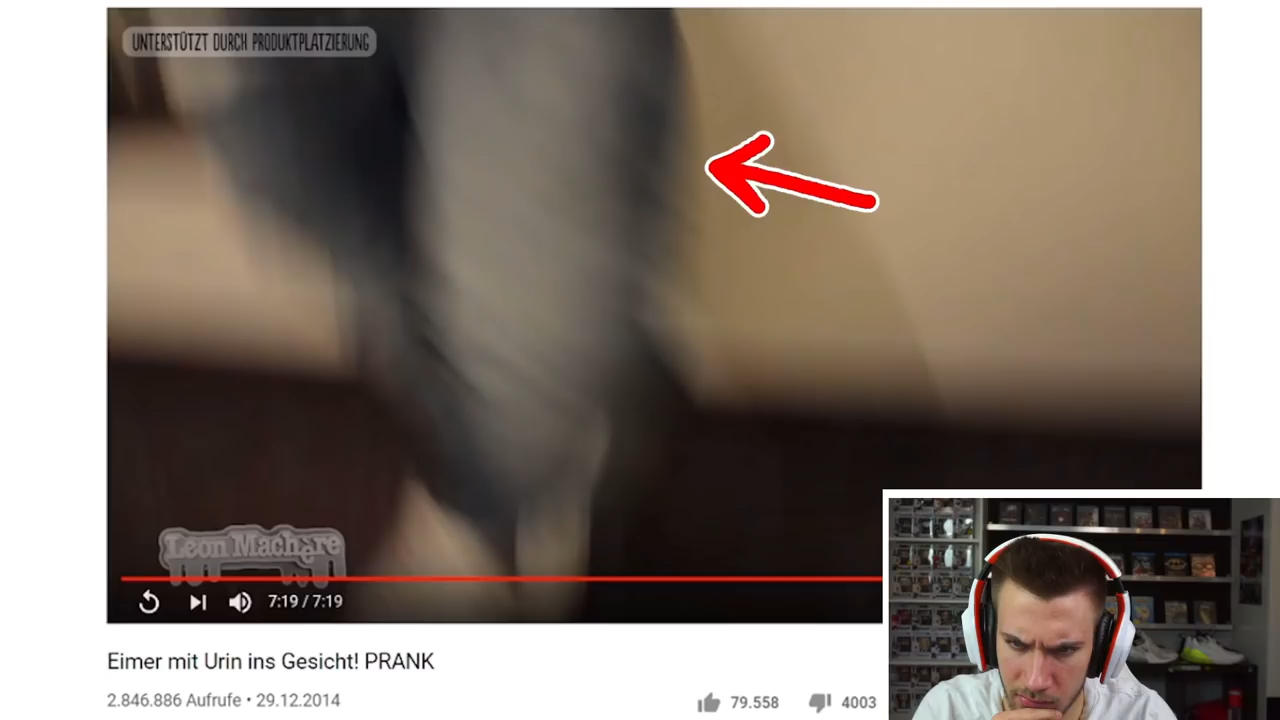 UNTERSTÜTZT DURCH PRODUKTPLATZIERUNG
Leon Machère
7:19 / 7:19
Eimer mit Urin ins Gesicht! PRANK
2.846.886 Aufrufe • 29.12.2014
79.558
4003